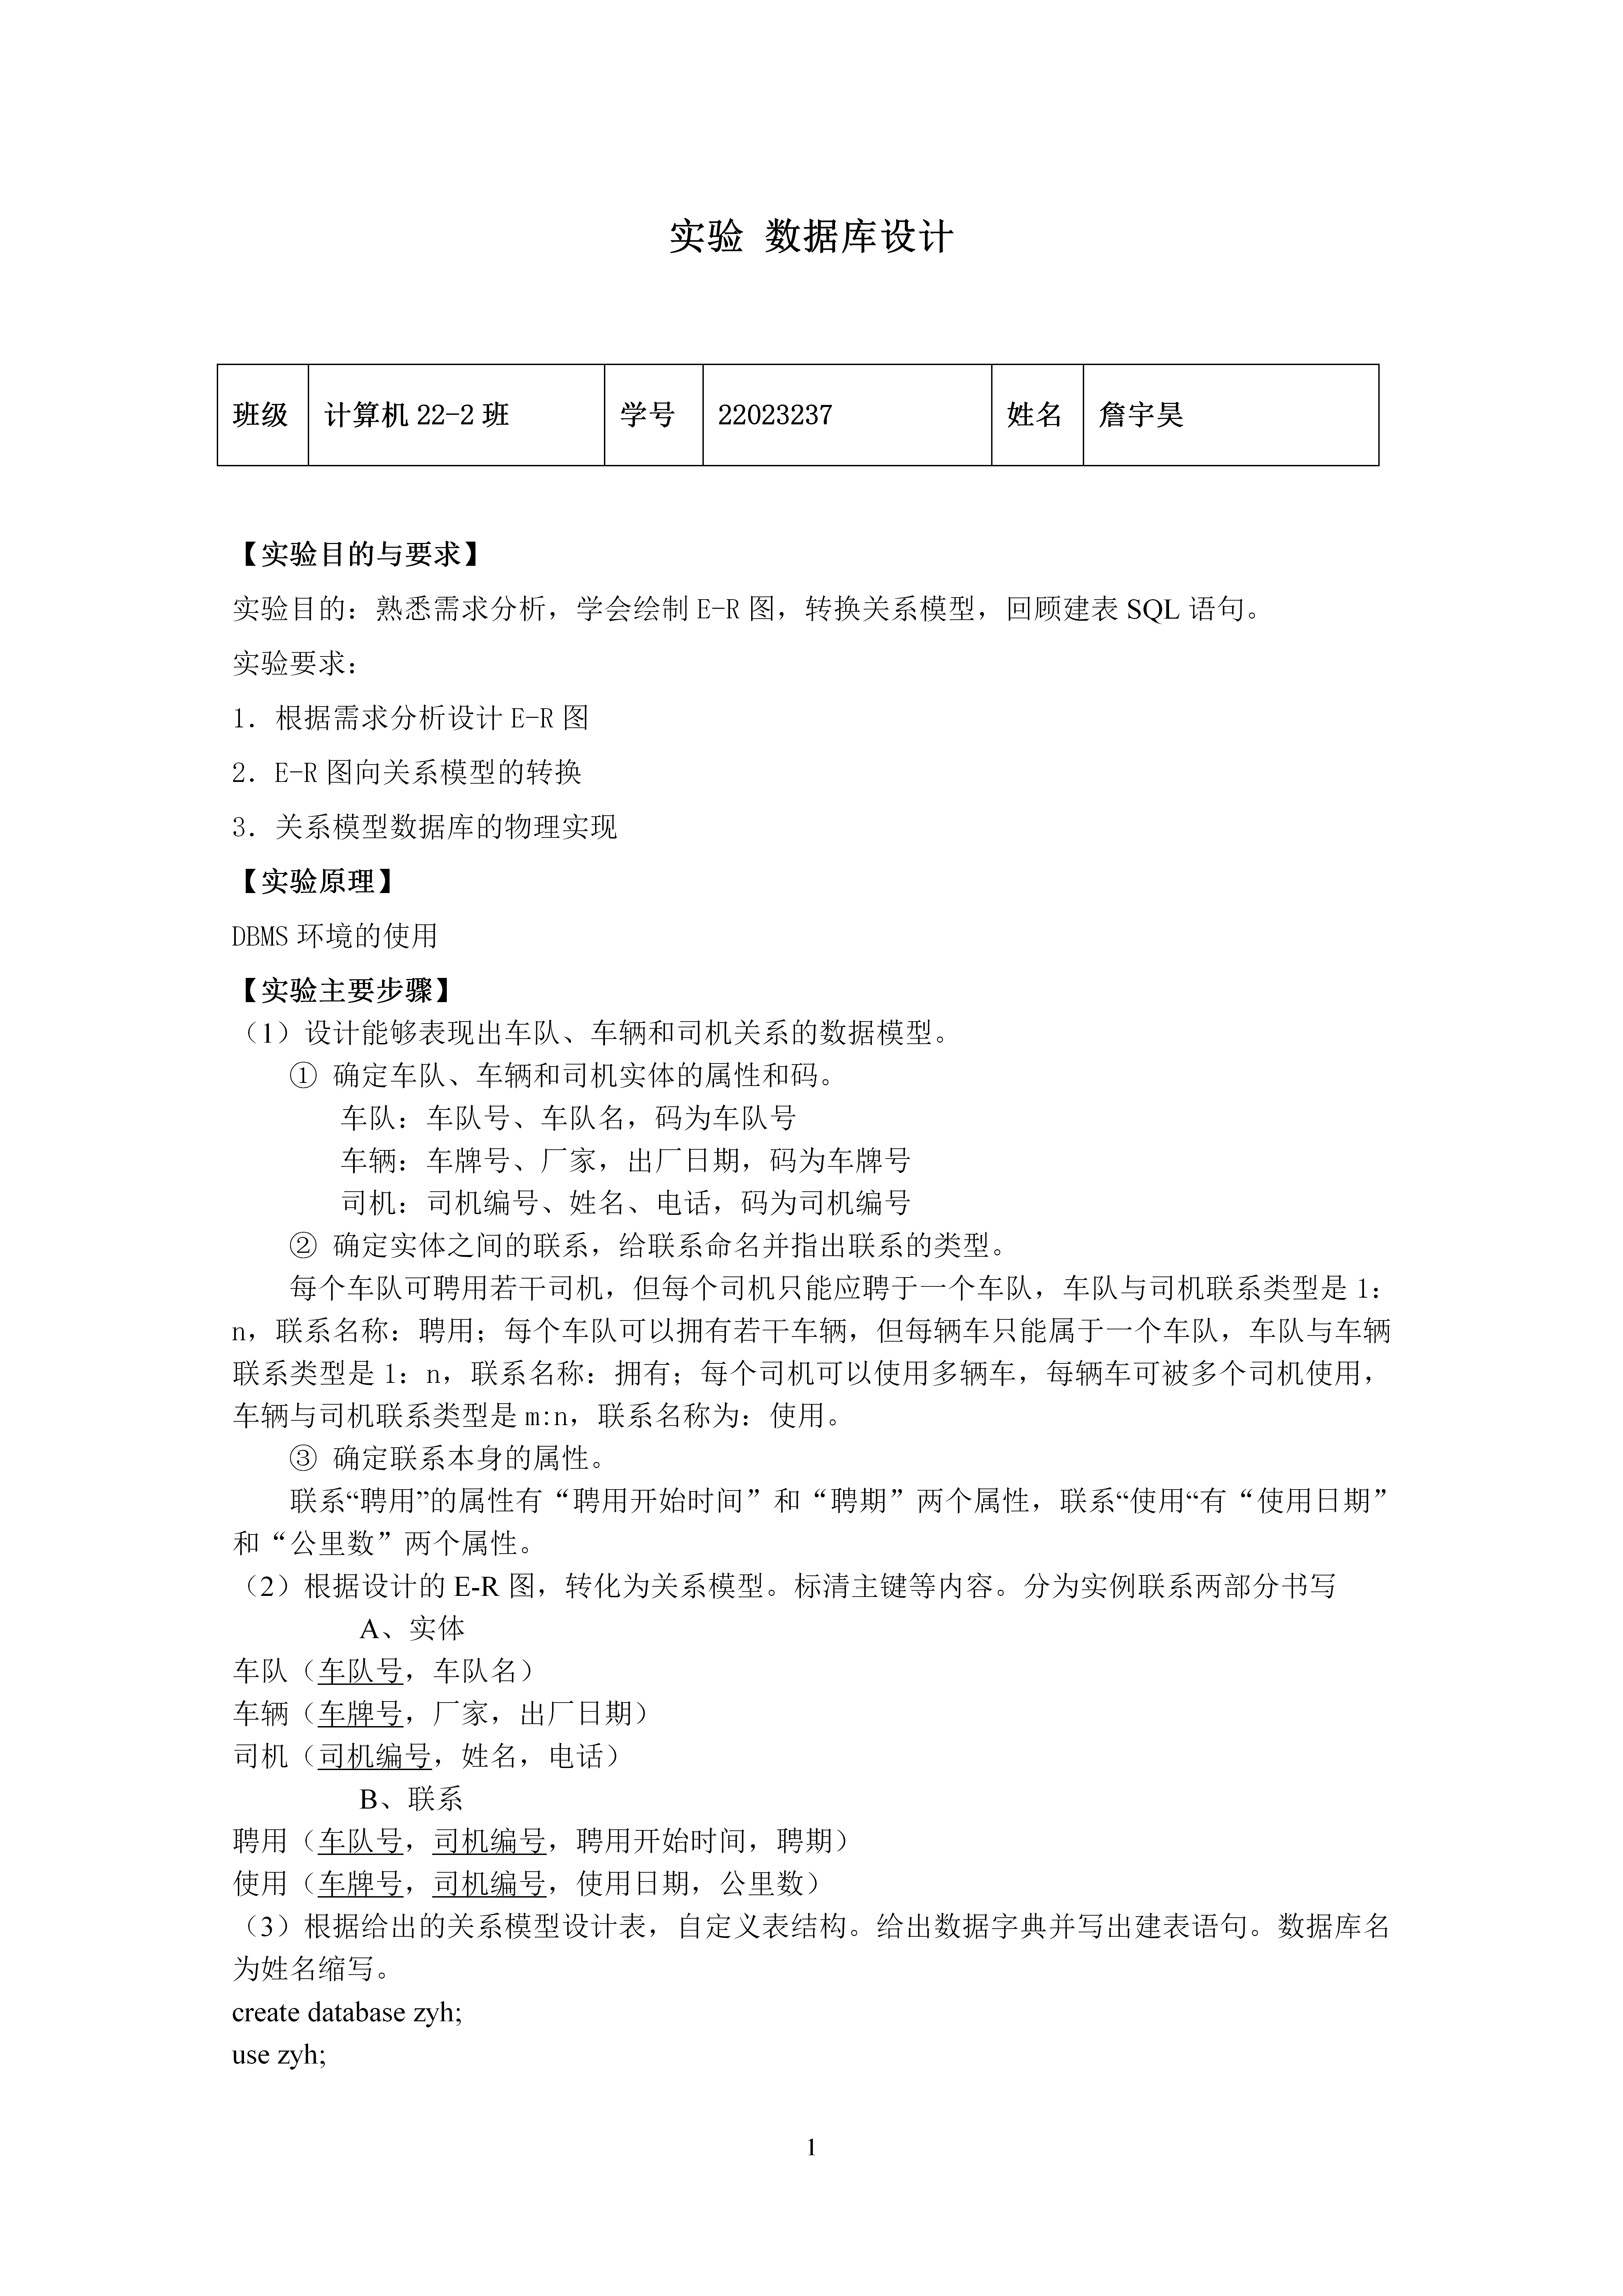 实验 数据库设计
班级 计算机 22-2 班 学号 22023237 姓名 詹宇昊
【实验目的与要求】
实验目的：熟悉需求分析，学会绘制 E-R 图，转换关系模型，回顾建表 SQL 语句。
实验要求：
1．根据需求分析设计 E-R 图
2．E-R 图向关系模型的转换
3．关系模型数据库的物理实现
【实验原理】
DBMS 环境的使用
【实验主要步骤】
（1）设计能够表现出车队、车辆和司机关系的数据模型。
① 确定车队、车辆和司机实体的属性和码。
车队：车队号、车队名，码为车队号
车辆：车牌号、厂家，出厂日期，码为车牌号
司机：司机编号、姓名、电话，码为司机编号
② 确定实体之间的联系，给联系命名并指出联系的类型。
每个车队可聘用若干司机，但每个司机只能应聘于一个车队，车队与司机联系类型是 1：
n，联系名称：聘用；每个车队可以拥有若干车辆，但每辆车只能属于一个车队，车队与车辆
联系类型是 1：n，联系名称：拥有；每个司机可以使用多辆车，每辆车可被多个司机使用，
车辆与司机联系类型是 m:n，联系名称为：使用。
③ 确定联系本身的属性。
联系“聘用”的属性有“聘用开始时间”和“聘期”两个属性，联系“使用“有“使用日期”
和“公里数”两个属性。
（2）根据设计的 E-R 图，转化为关系模型。标清主键等内容。分为实例联系两部分书写
A、实体
车队（车队号，车队名）
车辆（车牌号，厂家，出厂日期）
司机（司机编号，姓名，电话）
B、联系
聘用（车队号，司机编号，聘用开始时间，聘期）
使用（车牌号，司机编号，使用日期，公里数）
（3）根据给出的关系模型设计表，自定义表结构。给出数据字典并写出建表语句。数据库名
为姓名缩写。
create database zyh;
use zyh;
1